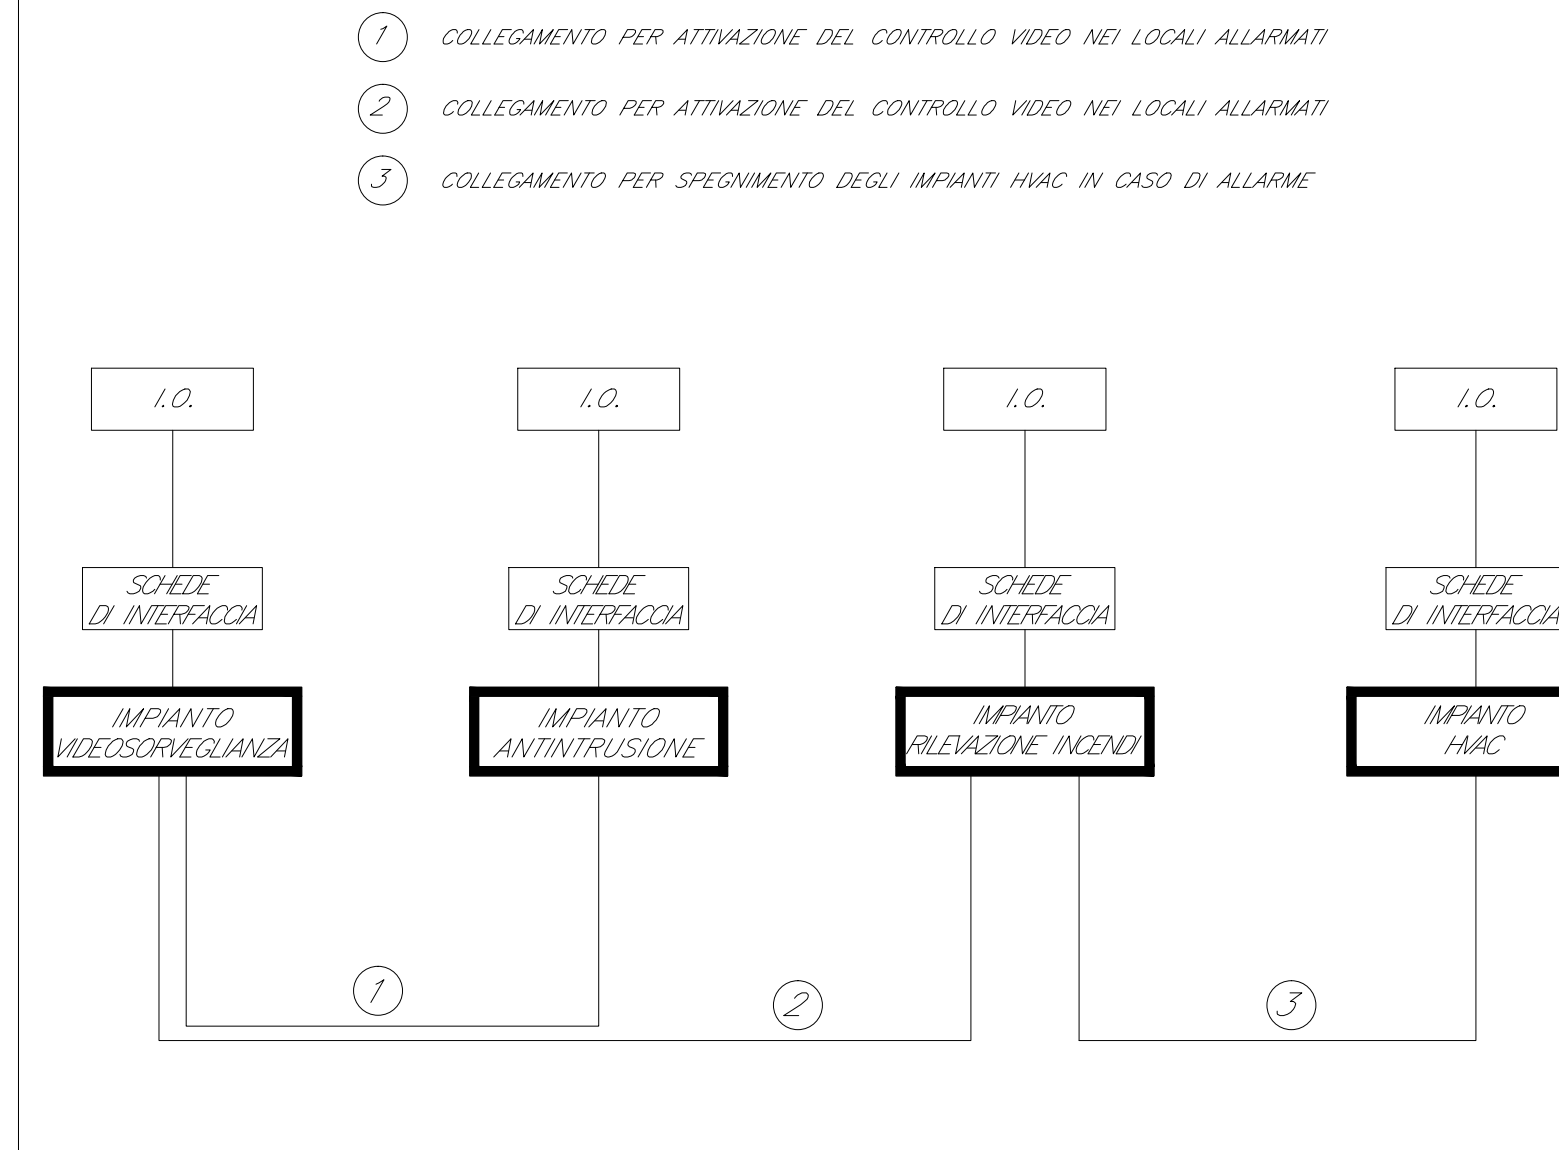 1 COLLEGAMENTO PER ATTIVAZIONE DEL CONTROLLO VIDEO NEI LOCALI ALLARMATI
2 COLLEGAMENTO PER ATTIVAZIONE DEL CONTROLLO VIDEO NEI LOCALI ALLARMATI
3 COLLEGAMENTO PER SPEGNIMENTO DEGLI IMPIANTI HVAC IN CASO DI ALLARME
I.O.
I.O.
I.O.
I.O.
SCHEDE
DI INTERFACCIA
SCHEDE
DI INTERFACCIA
SCHEDE
DI INTERFACCIA
SCHEDE
DI INTERFACCIA
IMPIANTO
VIDEOSORVEGLIANZA
IMPIANTO
ANTINTRUSIONE
IMPIANTO
RILEVAZIONE INCENDI
IMPIANTO
HVAC
1
2
3